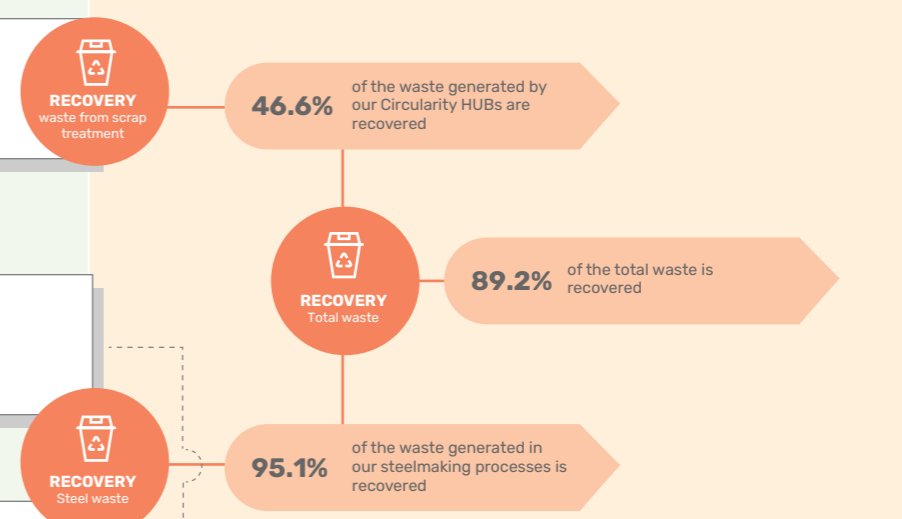 RECOVERY
waste from scrap
treatment
46.6%
of the waste generated by
our Circularity HUBs are
recovered
RECOVERY
Total waste
89.2%
of the total waste is
recovered
RECOVERY
Steel waste
95.1%
of the waste generated in
our steelmaking processes is
recovered